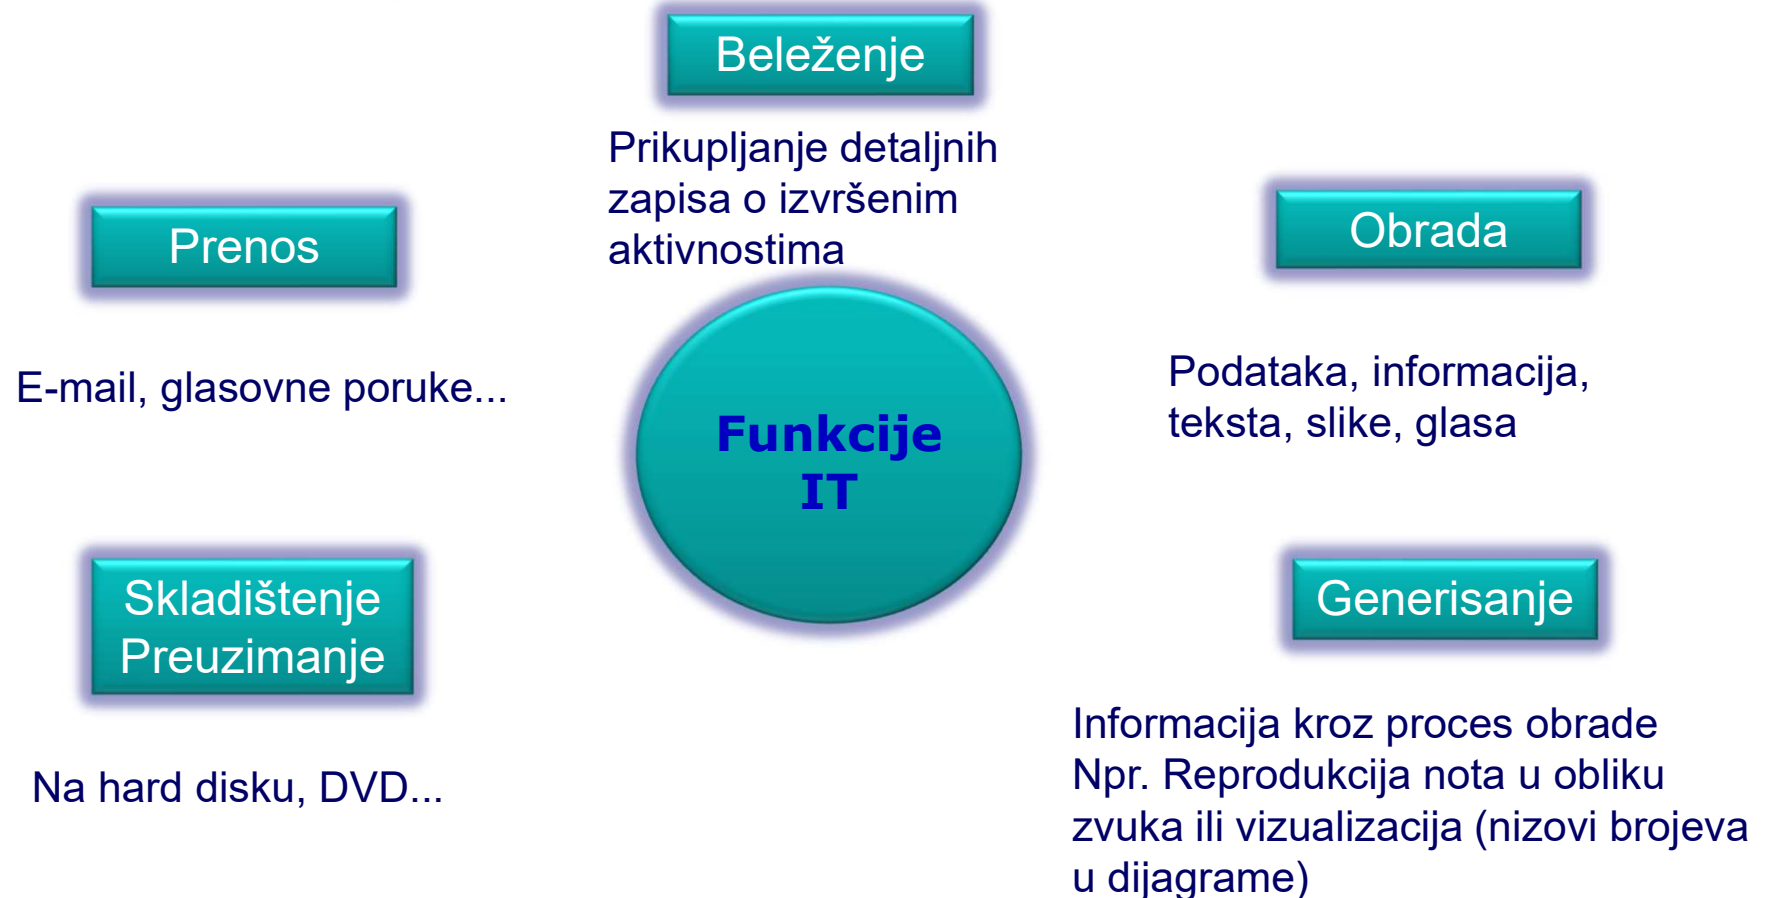 Beleženje
Prikupljanje detaljnih
zapisa o izvršenim
aktivnostima
Prenos
E-mail, glasovne poruke...
Obrada
Podataka, informacija,
teksta, slike, glasa
Funkcije
IT
Skladištenje
Preuzimanje
Na hard disku, DVD...
Generisanje
Informacija kroz proces obrade
Npr. Reprodukcija nota u obliku
zvuka ili vizualizacija (nizovi brojeva
u dijagrame)